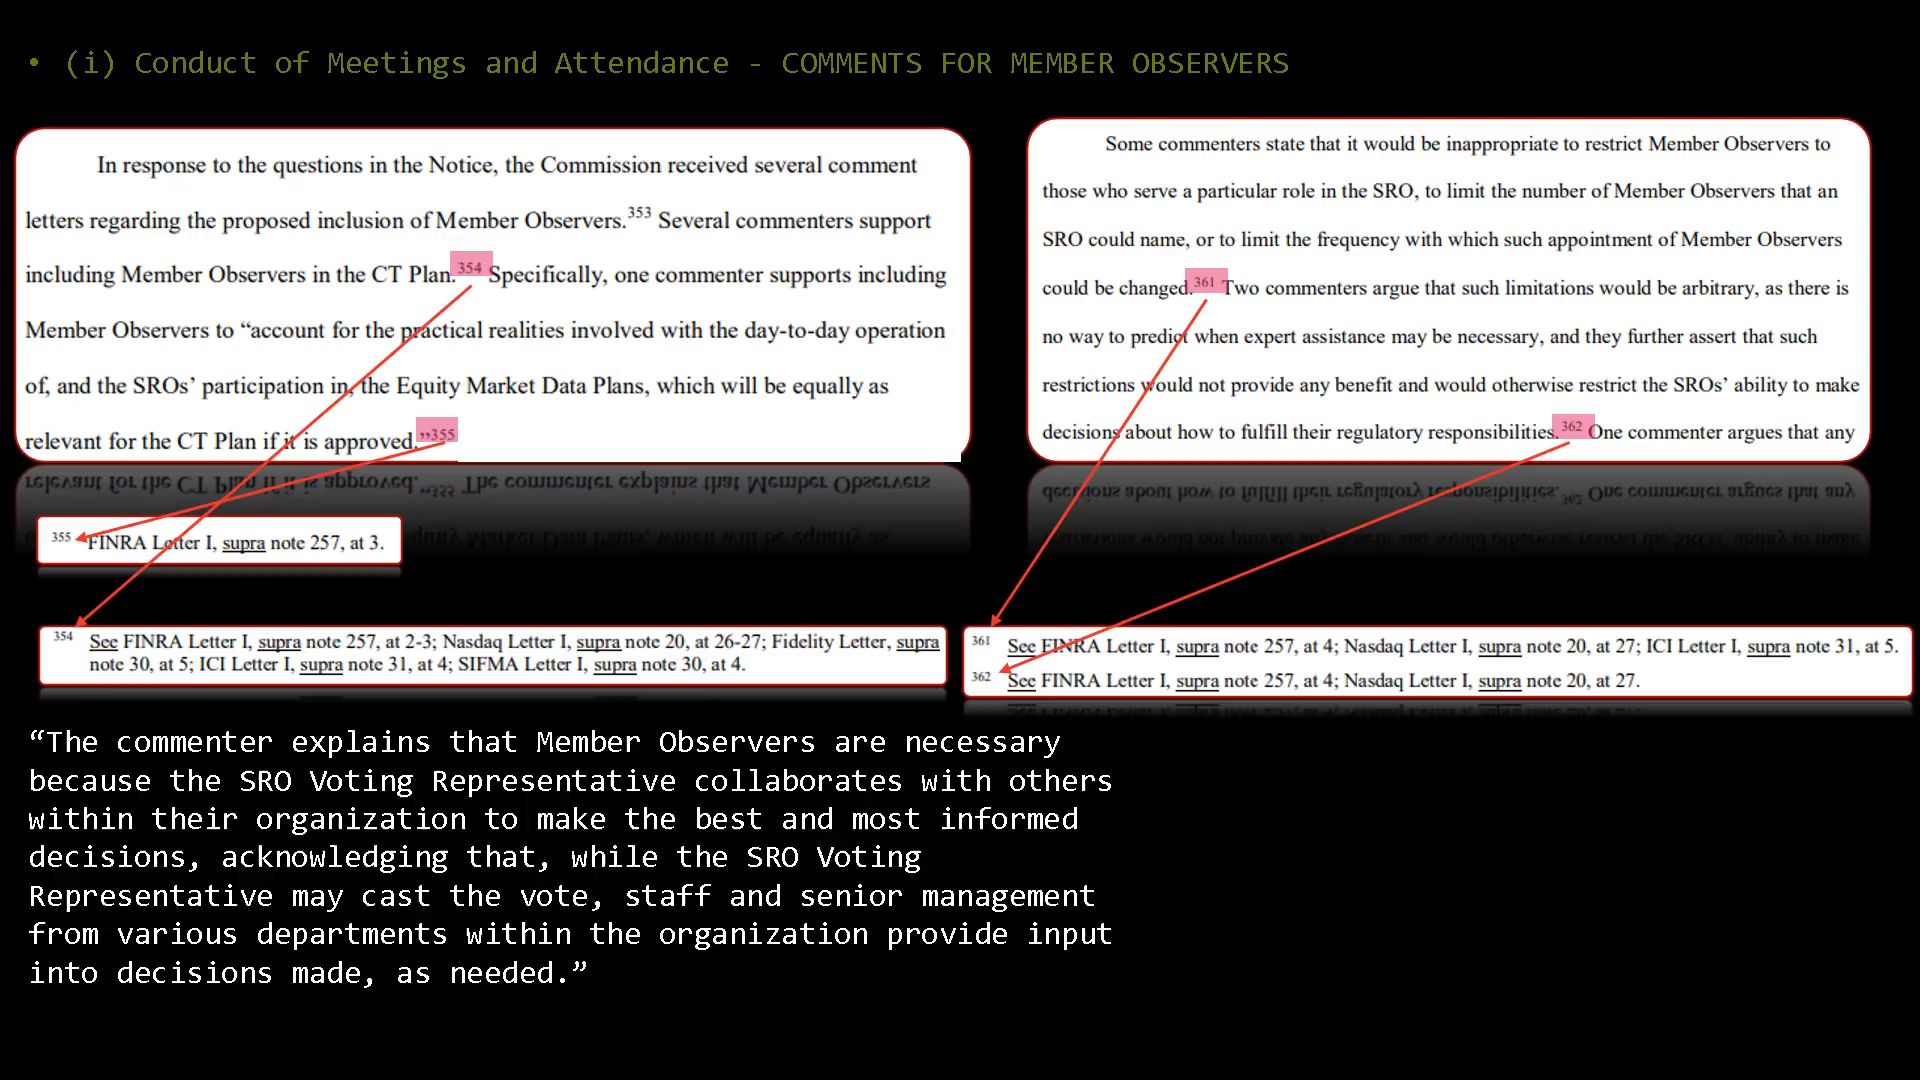 • (i) Conduct of Meetings and Attendance - COMMENTS FOR MEMBER OBSERVERS
In response to the questions in the Notice, the Commission received several comment
letters regarding the proposed inclusion of Member Observers.353 Several commenters support
including Member Observers in the CT Plan.354 Specifically, one commenter supports including
Member Observers to “account for the practical realities involved with the day-to-day operation
of, and the SROs’ participation in, the Equity Market Data Plans, which will be equally as
relevant for the CT Plan if it is approved.”355
355 FINRA Letter I, supra note 257, at 3.
354 See FINRA Letter I, supra note 257, at 2-3; Nasdaq Letter I, supra note 20, at 26-27; Fidelity Letter, supra
note 30, at 5; ICI Letter I, supra note 31, at 4; SIFMA Letter I, supra note 30, at 4.
Some commenters state that it would be inappropriate to restrict Member Observers to
those who serve a particular role in the SRO, to limit the number of Member Observers that an
SRO could name, or to limit the frequency with which such appointment of Member Observers
could be changed.361 Two commenters argue that such limitations would be arbitrary, as there is
no way to predict when expert assistance may be necessary, and they further assert that such
restrictions would not provide any benefit and would otherwise restrict the SROs’ ability to make
decisions about how to fulfill their regulatory responsibilities.362 One commenter argues that any
361 See FINRA Letter I, supra note 257, at 4; Nasdaq Letter I, supra note 20, at 27; ICI Letter I, supra note 31, at 5.
362 See FINRA Letter I, supra note 257, at 4; Nasdaq Letter I, supra note 20, at 27.
“The commenter explains that Member Observers are necessary
because the SRO Voting Representative collaborates with others
within their organization to make the best and most informed
decisions, acknowledging that, while the SRO Voting
Representative may cast the vote, staff and senior management
from various departments within the organization provide input
into decisions made, as needed.”